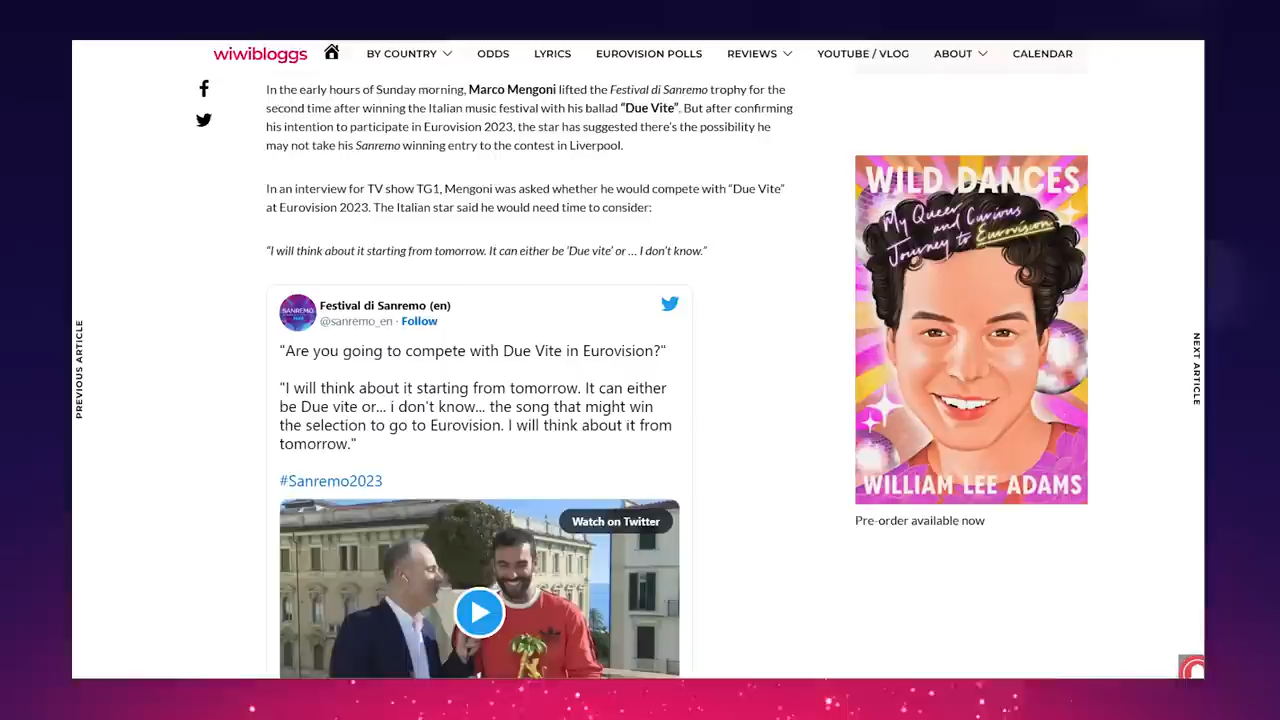 wiwibloggs
BY COUNTRY
ODDS
LYRICS
EUROVISION POLLS
REVIEWS
YOUTUBE / VLOG
ABOUT
CALENDAR
In the early hours of Sunday morning, Marco Mengoni lifted the Festival di Sanremo trophy for the
second time after winning the Italian music festival with his ballad “Due Vite”. But after confirming
his intention to participate in Eurovision 2023, the star has suggested there’s the possibility he
may not take his Sanremo winning entry to the contest in Liverpool.
In an interview for TV show TG1, Mengoni was asked whether he would compete with “Due Vite”
at Eurovision 2023. The Italian star said he would need time to consider:
“I will think about it starting from tomorrow. It can either be ‘Due vite’ or … I don’t know.”
SANREMO
Festival di Sanremo (en)
@sanremo_en · Follow
"Are you going to compete with Due Vite in Eurovision?"
"I will think about it starting from tomorrow. It can either
be Due vite or... i don't know... the song that might win
the selection to go to Eurovision. I will think about it from
tomorrow."
#Sanremo2023
Watch on Twitter
PREVIOUS ARTICLE
NEXT ARTICLE
WILD DANCES
My Queer
and Curious
Journey to Eurovision
WILLIAM LEE ADAMS
Pre-order available now